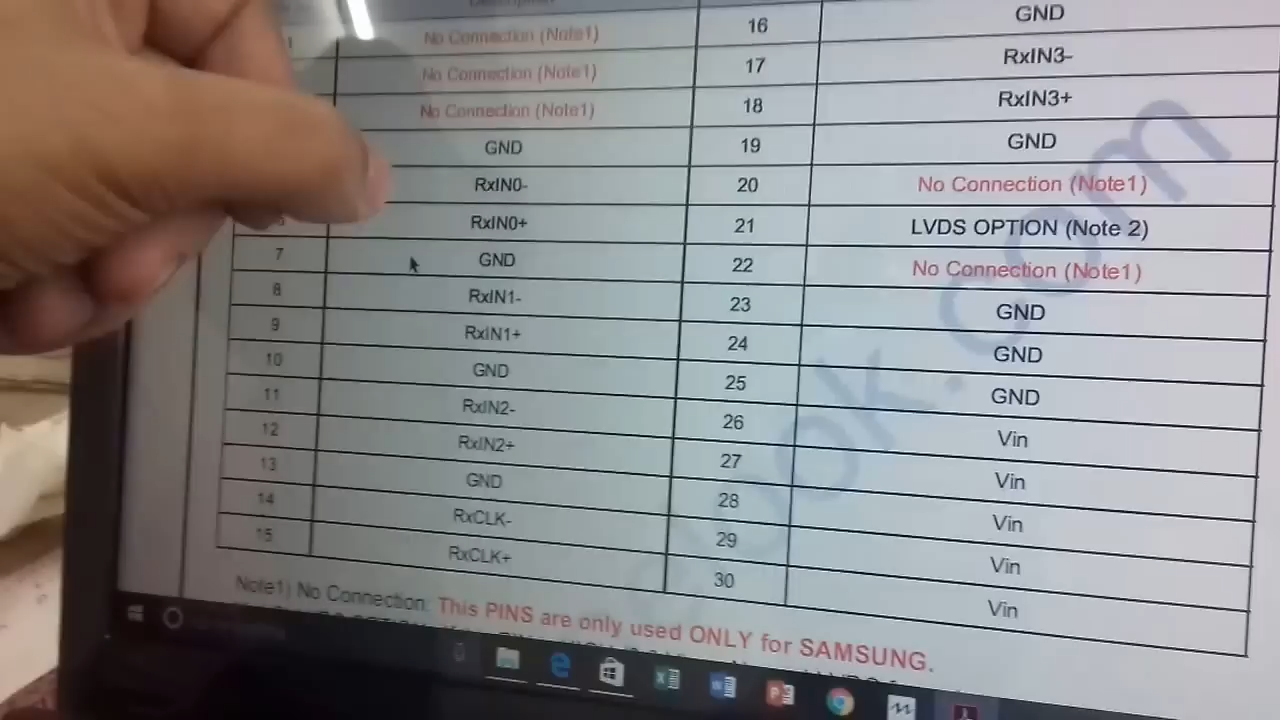 Description
1 No Connection (Note1) 16 GND
No Connection (Note1) 17 RxIN3-
No Connection (Note1) 18 RxIN3+
GND 19 GND
RxIN0- 20 No Connection (Note1)
RxIN0+ 21 LVDS OPTION (Note 2)
7 GND 22 No Connection (Note1)
8 RxIN1- 23 GND
9 RxIN1+ 24 GND
10 GND 25 GND
11 RxIN2- 26 Vin
12 RxIN2+ 27 Vin
13 GND 28 Vin
14 RxCLK- 29 Vin
15 RxCLK+ 30 Vin
Note1) No Connection: This PINS are only used ONLY for SAMSUNG.